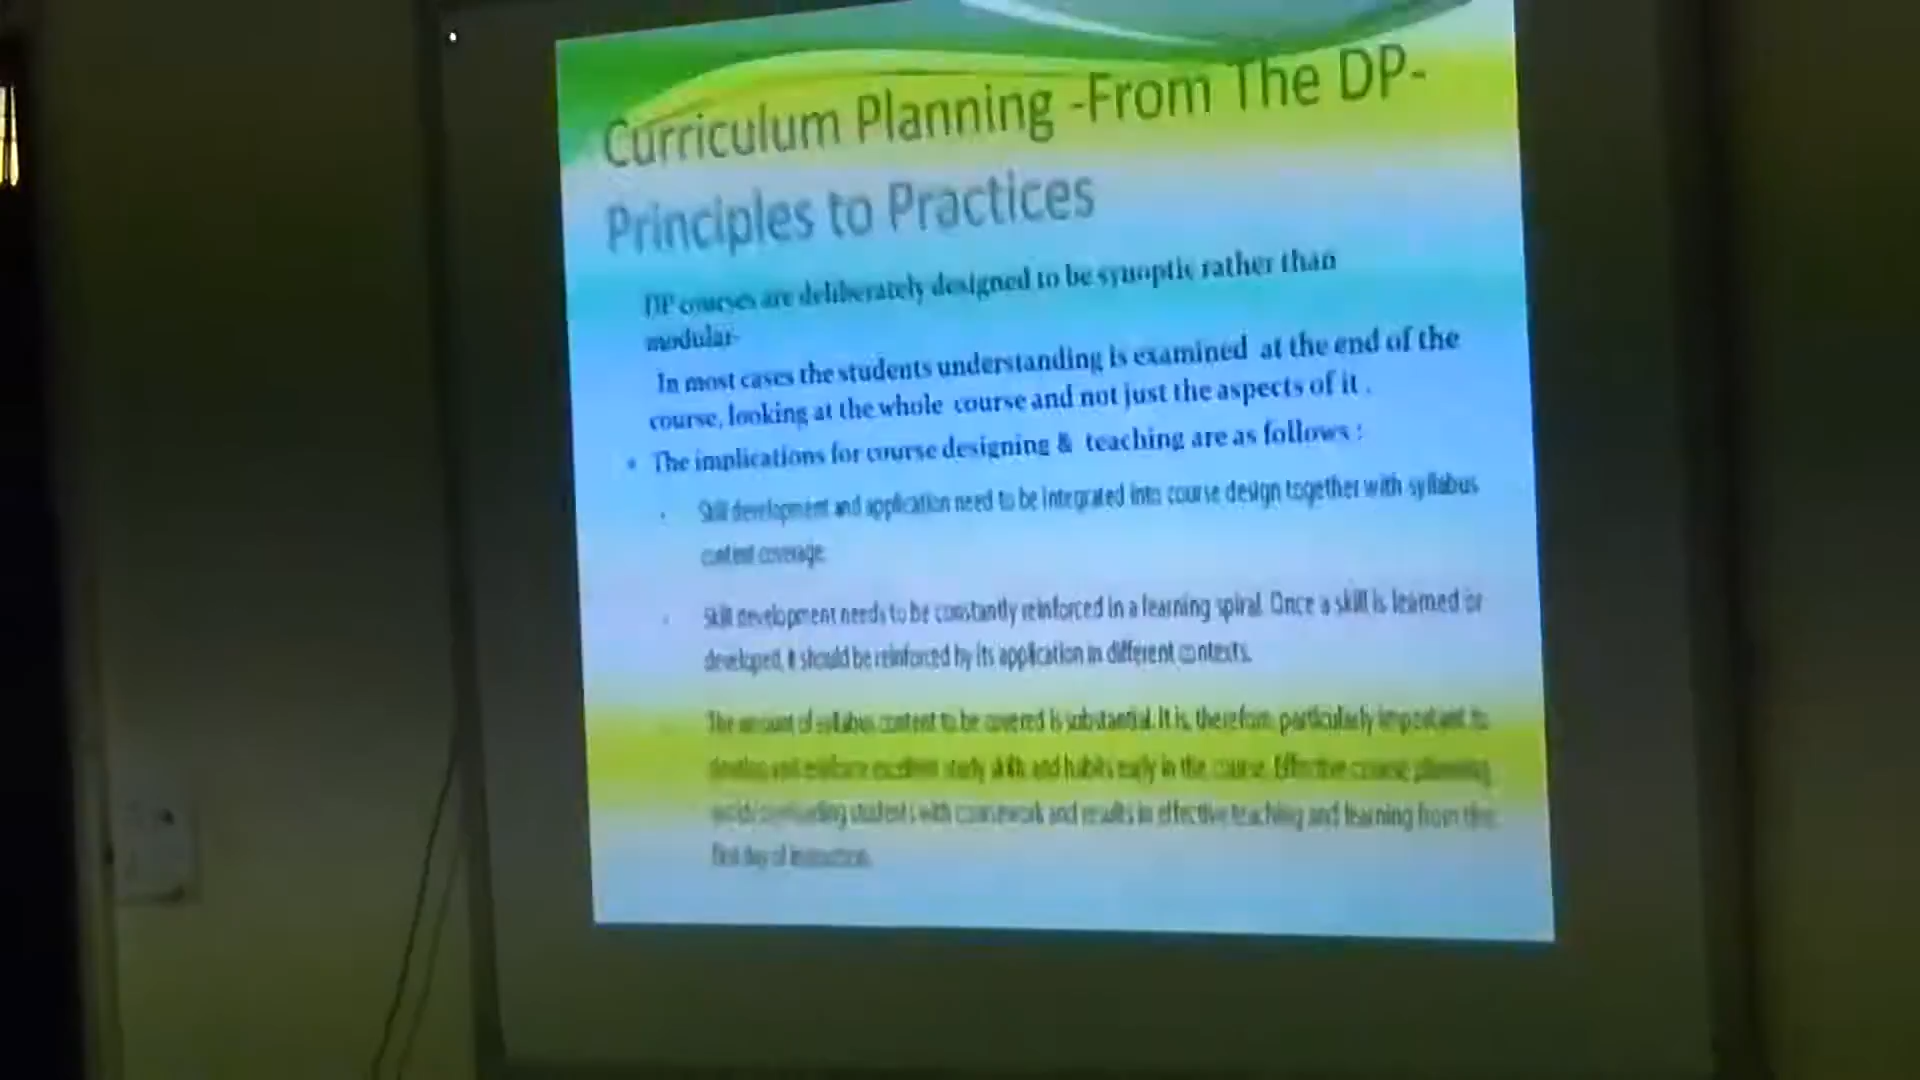 Curriculum Planning -From The DP-
Principles to Practices
DP courses are deliberately designed to be synoptic rather than
modular-
In most cases the students understanding is examined at the end of the
course, looking at the whole course and not just the aspects of it .
The implications for course designing & teaching are as follows :
Skill development and application need to be integrated into course design together with syllabus
content coverage.
Skill development needs to be constantly reinforced in a learning spiral. Once a skill is learned or
developed, it should be reinforced by its application in different contexts.
The amount of syllabus content to be covered is substantial. It is, therefore, particularly important to
develop and reinforce excellent study skills and habits early in the course. Effective course planning
avoids overloading students with coursework and results in effective teaching and learning from the
first day of instruction.